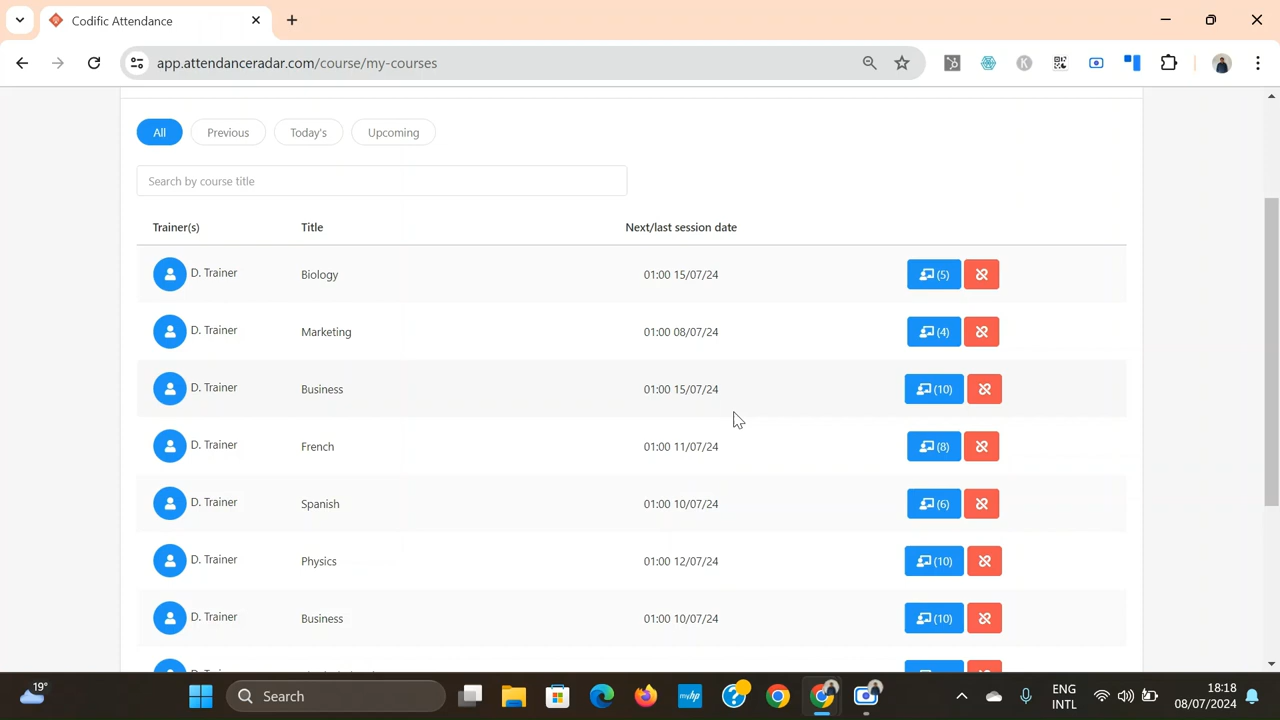 Codific Attendance
app.attendanceradar.com/course/my-courses
All Previous Today's Upcoming
Search by course title
Trainer(s) Title Next/last session date
D. Trainer Biology 01:00 15/07/24 (5)
D. Trainer Marketing 01:00 08/07/24 (4)
D. Trainer Business 01:00 15/07/24 (10)
D. Trainer French 01:00 11/07/24 (8)
D. Trainer Spanish 01:00 10/07/24 (6)
D. Trainer Physics 01:00 12/07/24 (10)
D. Trainer Business 01:00 10/07/24 (10)
19° Search myhp ENG 18:18
INTL 08/07/2024